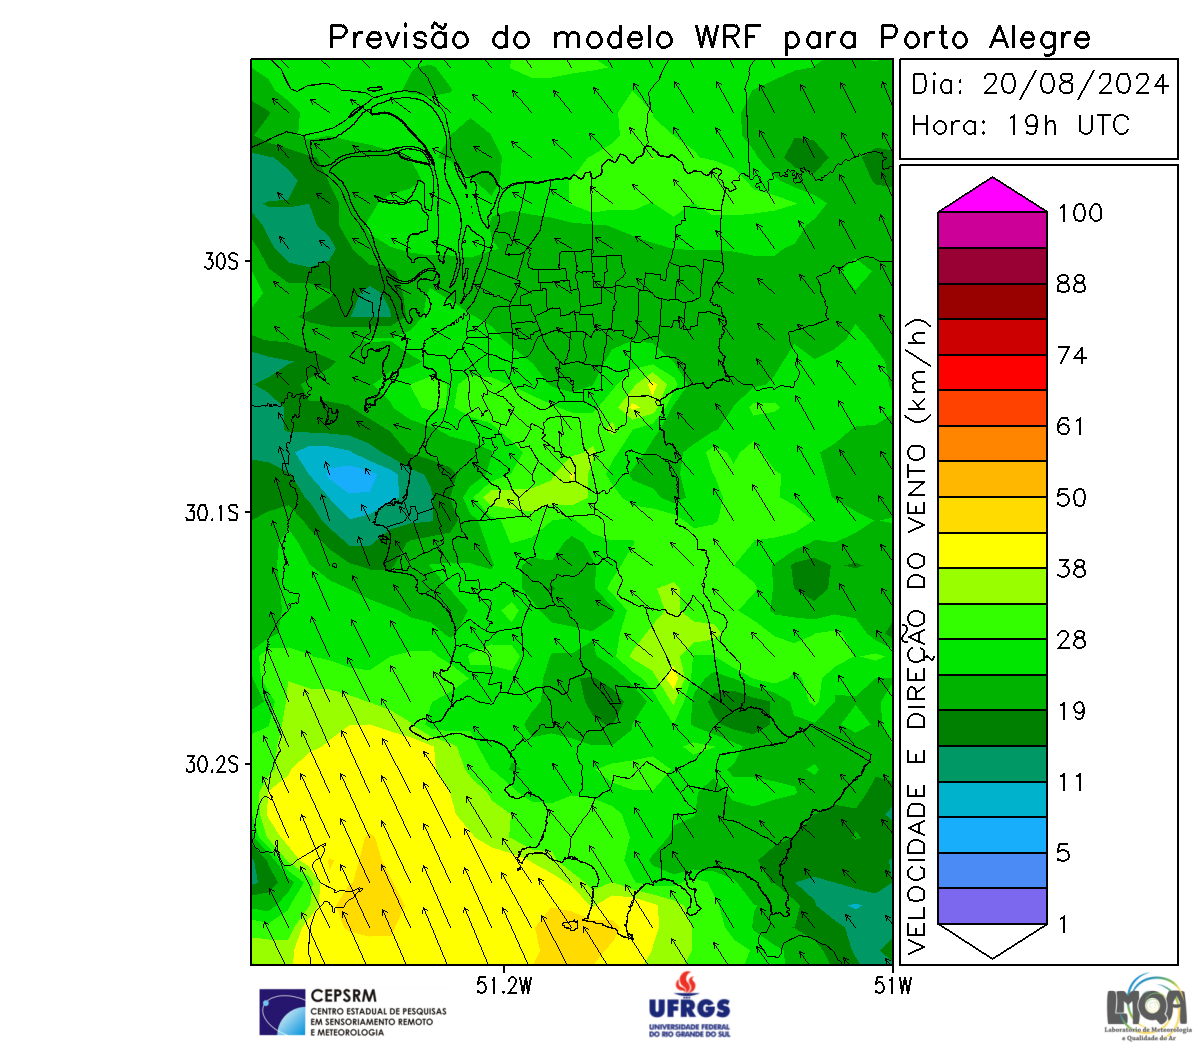 Previsão do modelo WRF para Porto Alegre
Dia: 20/08/2024
Hora: 19h UTC
30S
30.1S
30.2S
51.2W
51W
VELOCIDADE E DIREÇÃO DO VENTO (km/h)
100
88
74
61
50
38
28
19
11
5
1
CEPSRM
CENTRO ESTADUAL DE PESQUISAS
EM SENSORIAMENTO REMOTO
E METEOROLOGIA
UFRGS
UNIVERSIDADE FEDERAL
DO RIO GRANDE DO SUL
LMQA
Laboratório de Meteorologia
e Qualidade do Ar